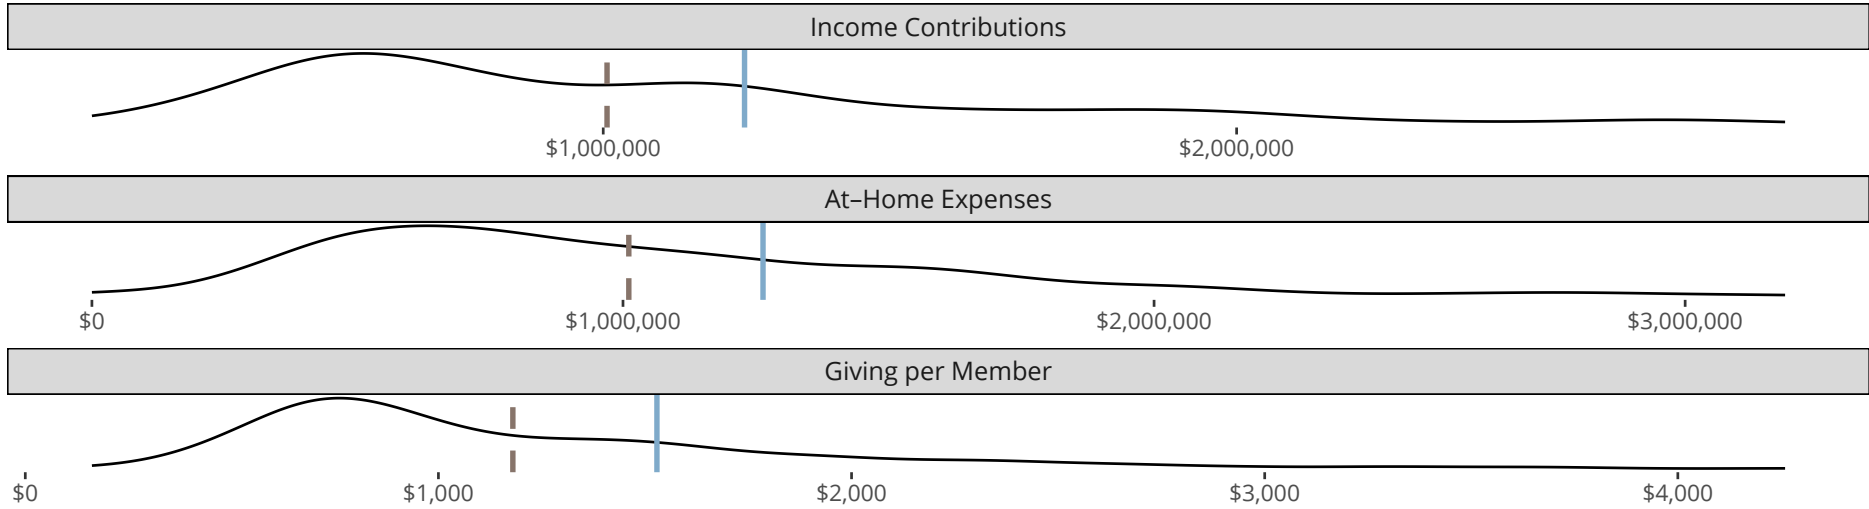 Income Contributions
$1,000,000 $2,000,000
At–Home Expenses
$0 $1,000,000 $2,000,000 $3,000,000
Giving per Member
$0 $1,000 $2,000 $3,000 $4,000